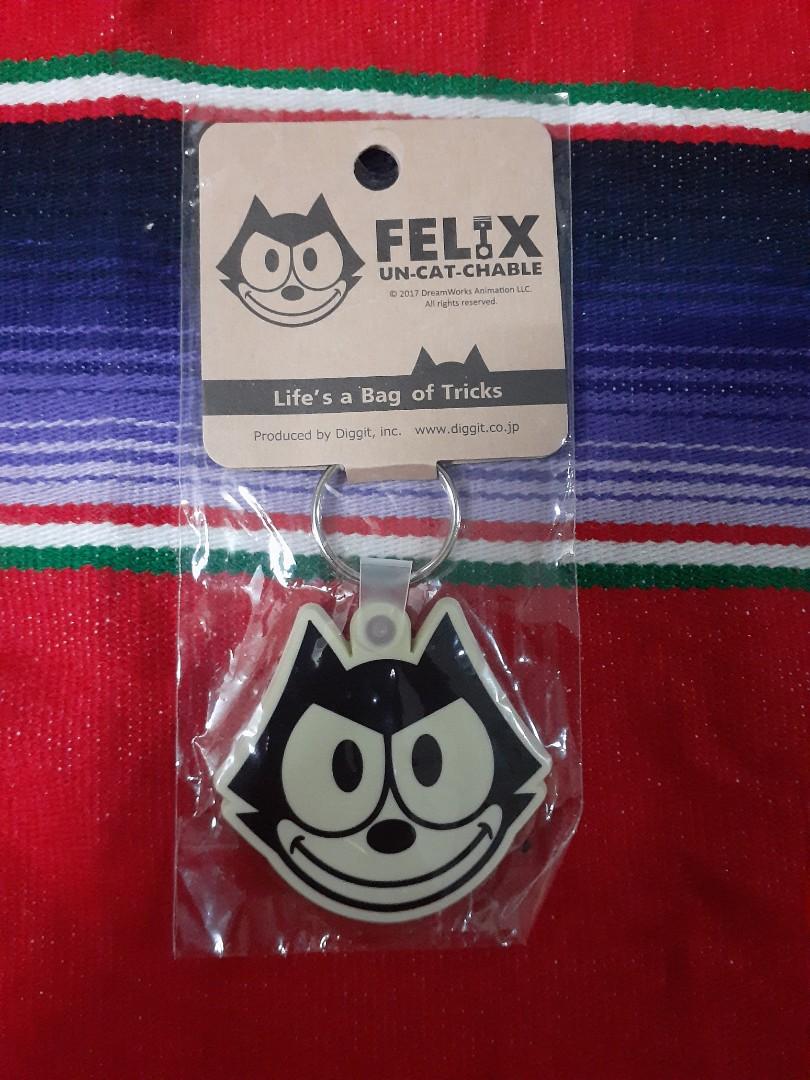 FELIX
UN-CAT-CHABLE
© 2017 DreamWorks Animation LLC.
All rights reserved.
Life's a Bag of Tricks
Produced by Diggit, inc. www.diggit.co.jp